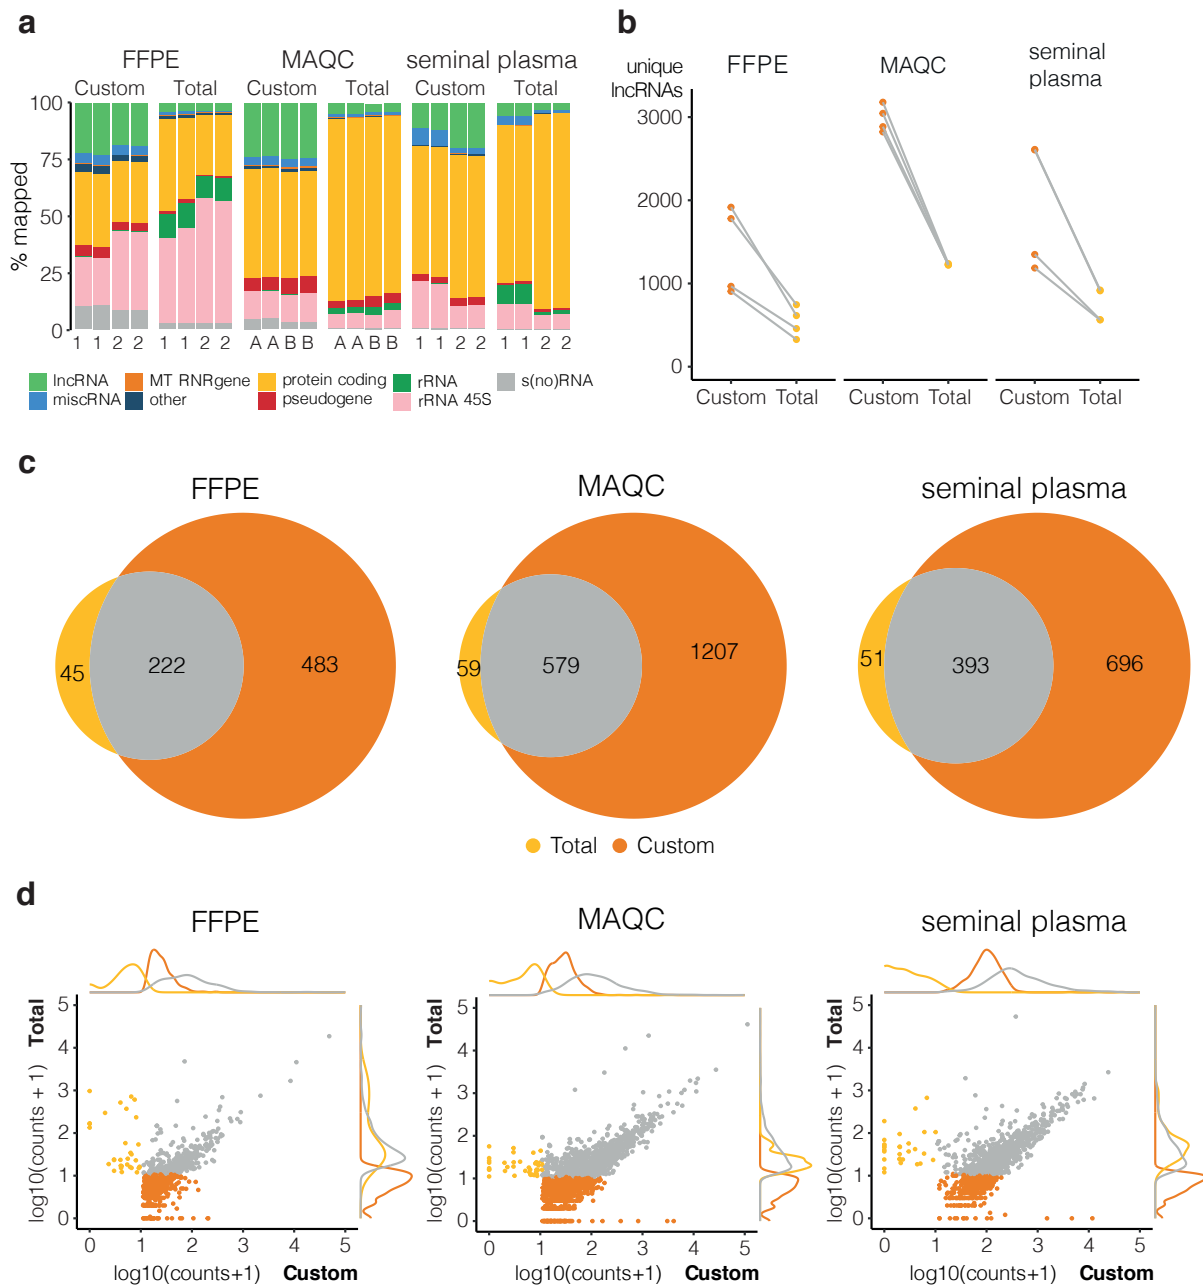 a
FFPE MAQC seminal plasma
Custom Total Custom Total Custom Total
% mapped
100
75
50
25
0
1 1 2 2 1 1 2 2 A A B B A A B B 1 1 2 2 1 1 2 2
lncRNA MT RNRgene protein coding rRNA s(no)RNA
miscRNA other pseudogene rRNA 45S
b
unique
lncRNAs
FFPE MAQC seminal
plasma
3000
2000
1000
0
Custom Total Custom Total Custom Total
c
FFPE MAQC seminal plasma
45 222 483
59 579 1207
51 393 696
Total Custom
d
FFPE MAQC seminal plasma
log10(counts + 1) Total
5
4
3
2
1
0
0 1 2 3 4 5
log10(counts+1) Custom
log10(counts + 1) Total
5
4
3
2
1
0
0 1 2 3 4 5
log10(counts+1) Custom
log10(counts + 1) Total
5
4
3
2
1
0
0 1 2 3 4 5
log10(counts+1) Custom